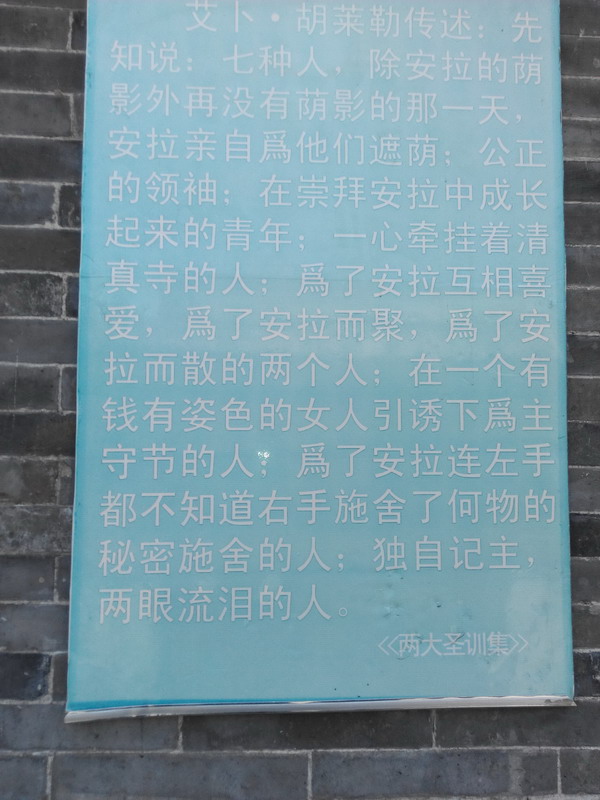 艾卜·胡莱勒传述：先
知说：七种人，除安拉的荫
影外再没有荫影的那一天，
安拉亲自爲他们遮荫；公正
的领袖；在崇拜安拉中成长
起来的青年；一心牵挂着清
真寺的人；爲了安拉互相喜
爱，爲了安拉而聚，爲了安
拉而散的两个人；在一个有
钱有姿色的女人引诱下爲主
守节的人；爲了安拉连左手
都不知道右手施舍了何物的
秘密施舍的人；独自记主，
两眼流泪的人。
《两大圣训集》